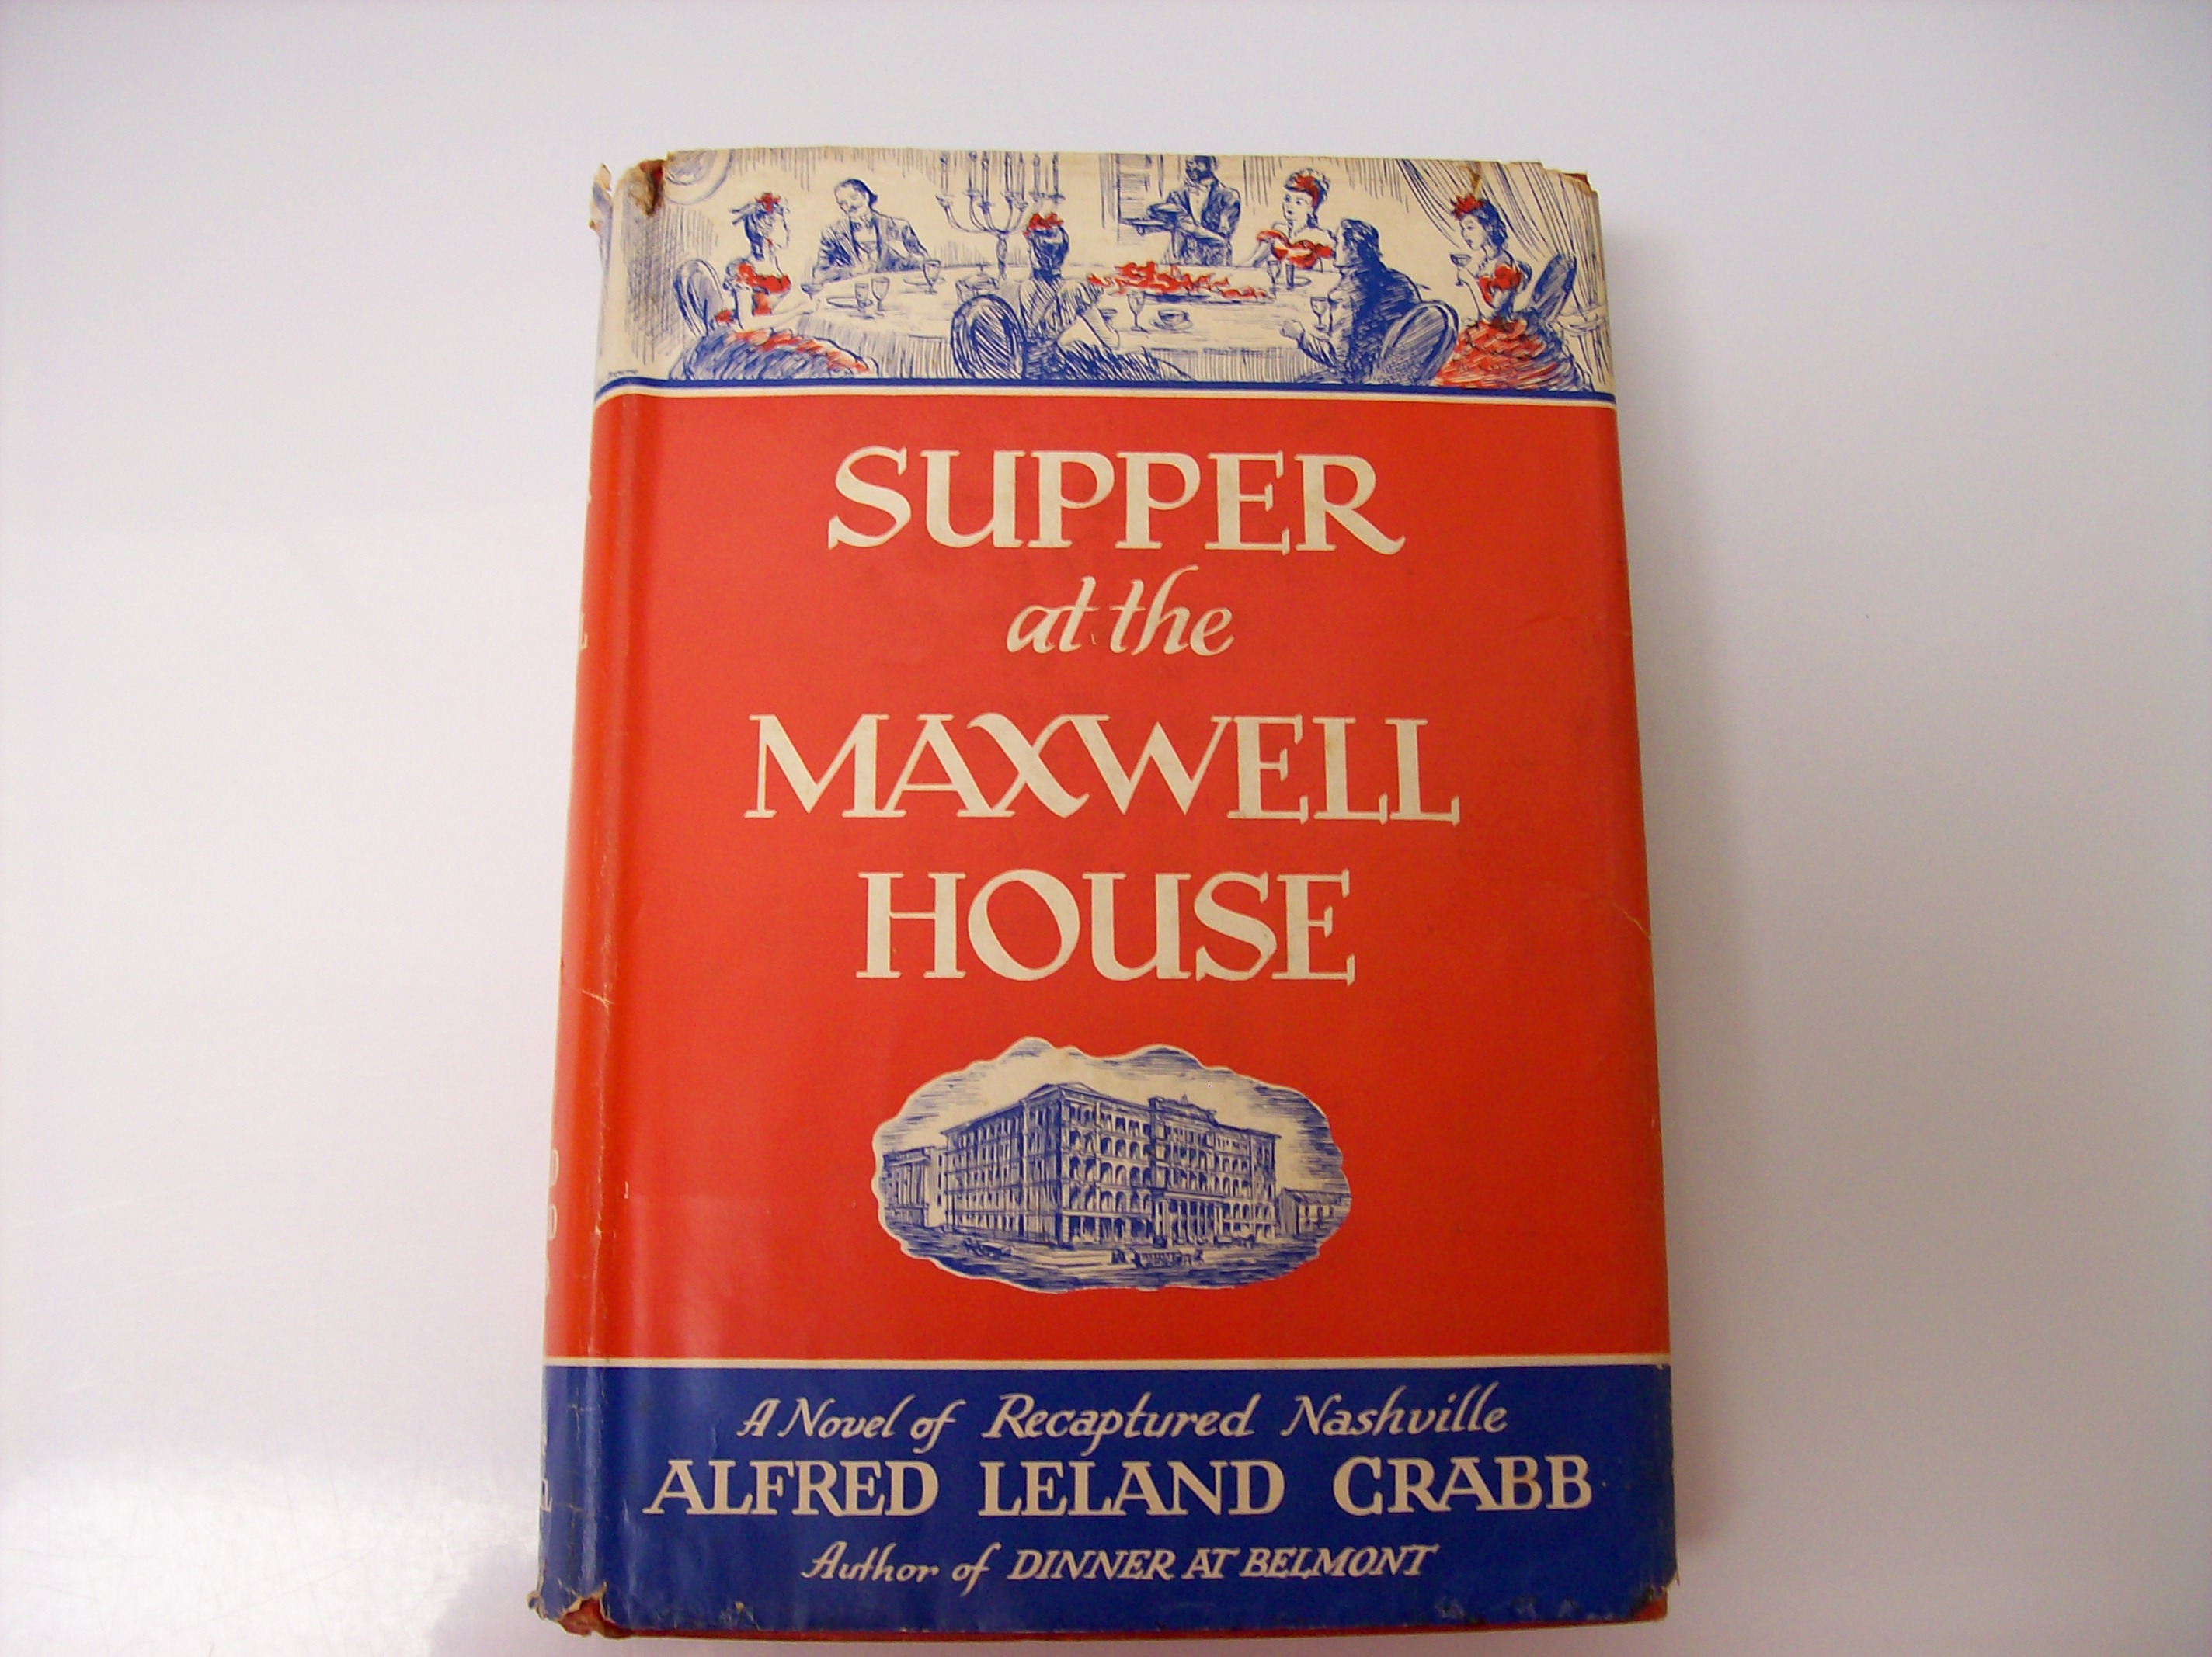 SUPPER
at the
MAXWELL
HOUSE
A Novel of Recaptured Nashville
ALFRED LELAND CRABB
Author of DINNER AT BELMONT